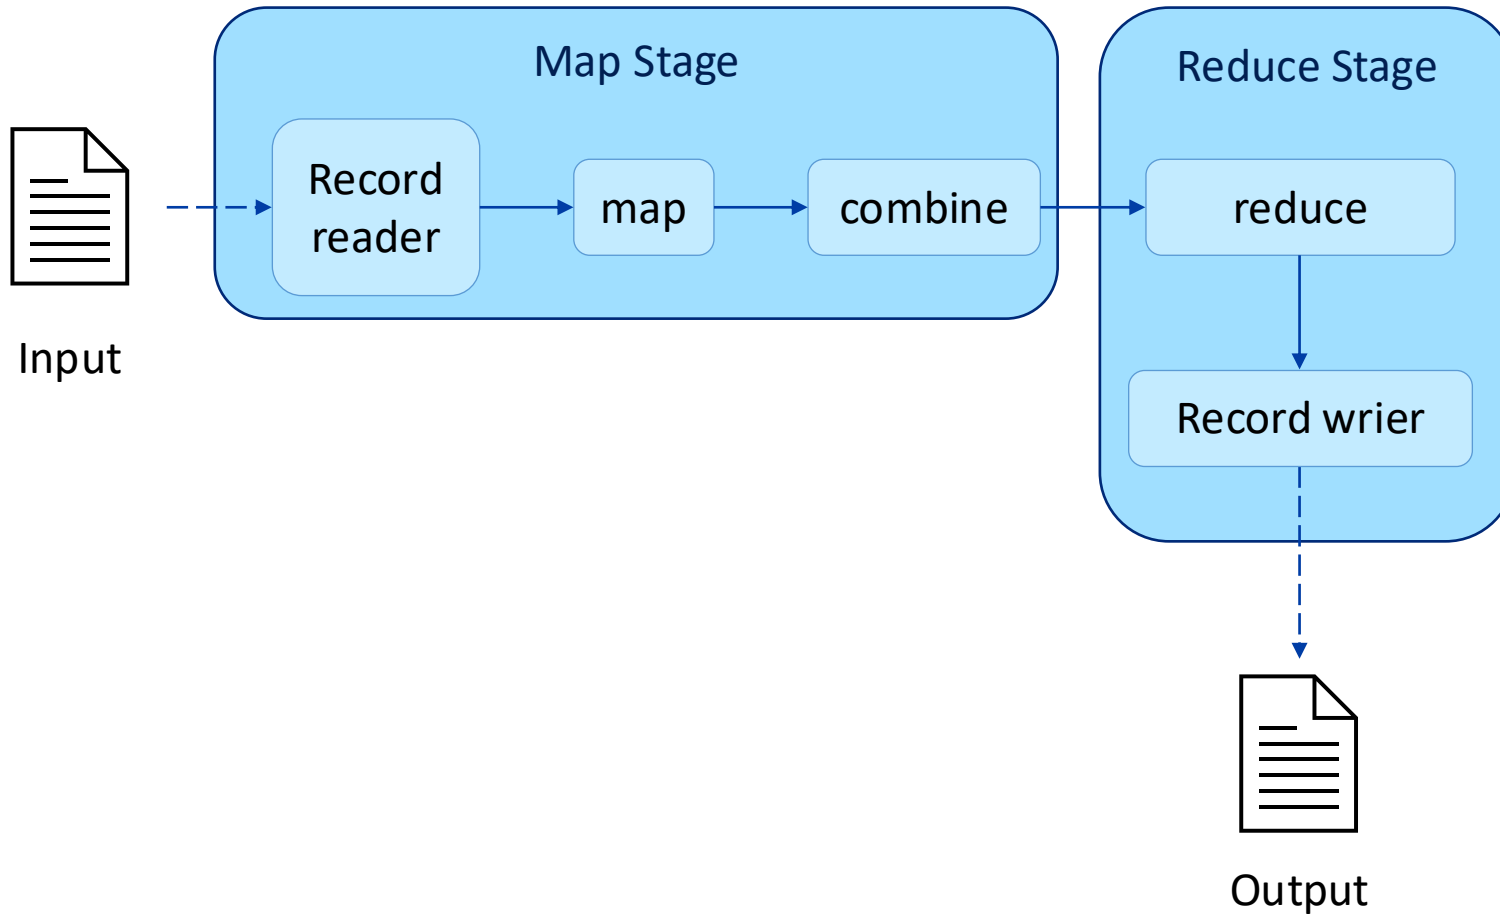 Map Stage
Reduce Stage
Record
reader
map
combine
reduce
Input
Record wrier
Output